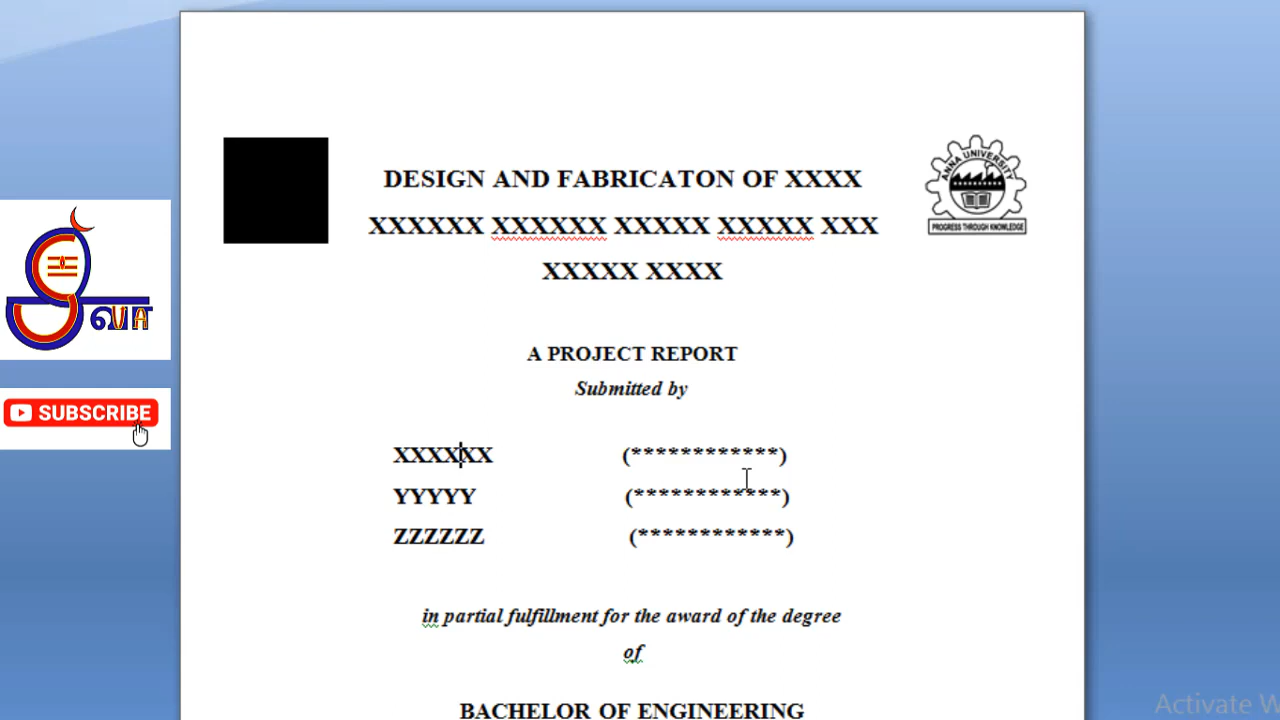 DESIGN AND FABRICATON OF XXXX
XXXXXX XXXXXX XXXXX XXXXX XXX
XXXXX XXXX
ANNA UNIVERSITY
PROGRESS THROUGH KNOWLEDGE
வா
SUBSCRIBE
A PROJECT REPORT
Submitted by
XXXXXX (************)
YYYYY (************)
ZZZZZZ (************)
in partial fulfillment for the award of the degree
of
BACHELOR OF ENGINEERING
Activate W